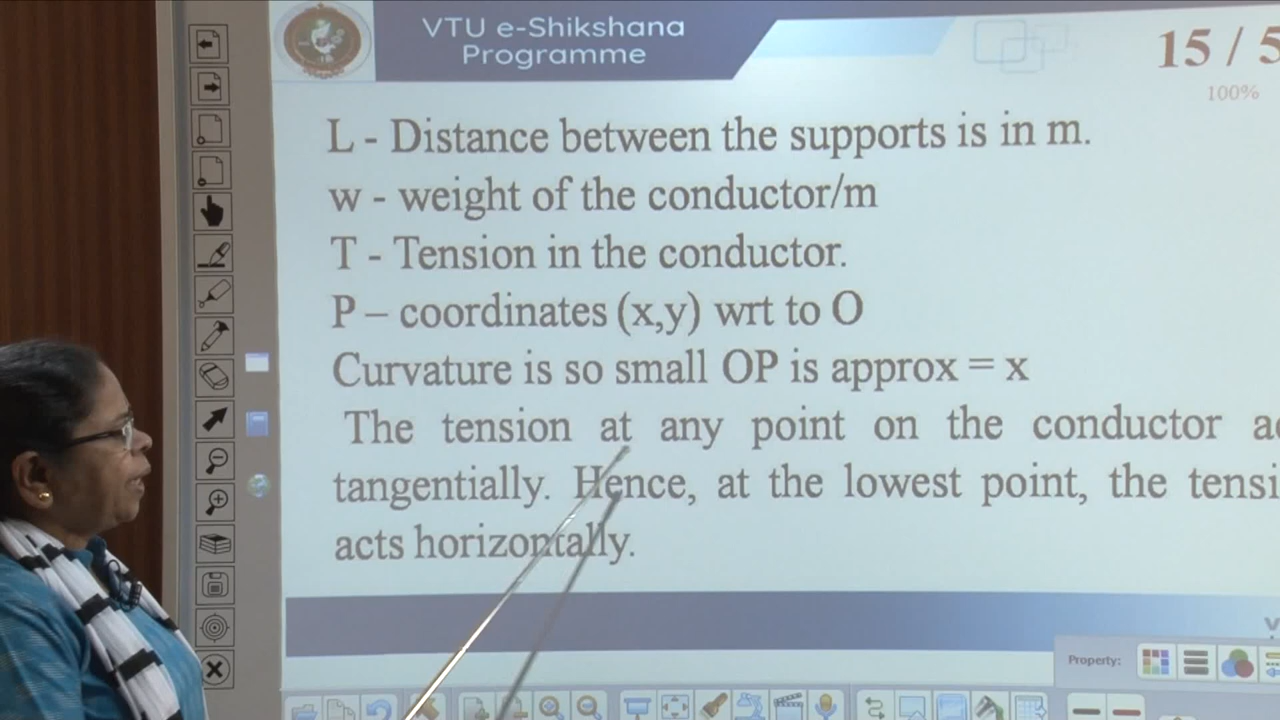 VTU e-Shikshana
Programme
15 / 5
100%
L - Distance between the supports is in m.
w - weight of the conductor/m
T - Tension in the conductor.
P – coordinates (x,y) wrt to O
Curvature is so small OP is approx = x
The tension at any point on the conductor
tangentially. Hence, at the lowest point, the
acts horizontally.
Property: